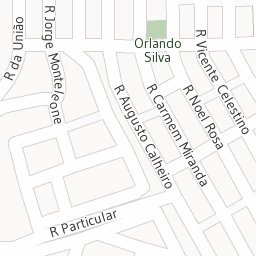 R da União
R Jorge Monteleone
Orlando
Silva
R Vicente Celestino
R Augusto Calheiro
R Carmem Miranda
R Noel Rosa
R Particular